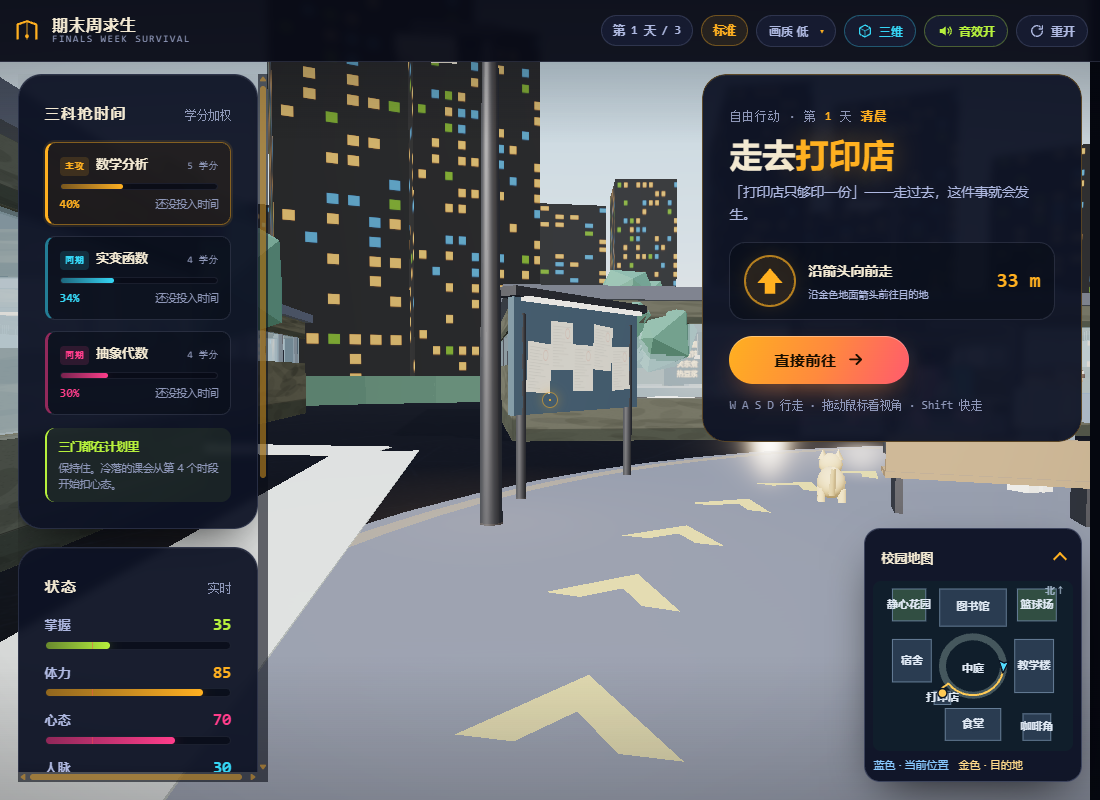 期末周求生
FINALS WEEK SURVIVAL
第 1 天 / 3
标准
画质 低
三维
音效开
重开
三科抢时间
学分加权
主攻 数学分析 5 学分
40% 还没投入时间
同期 实变函数 4 学分
34% 还没投入时间
同期 抽象代数 4 学分
30% 还没投入时间
三门都在计划里
保持住。冷落的课会从第 4 个时段
开始扣心态。
状态 实时
掌握 35
体力 85
心态 70
人脉 30
自由行动 · 第 1 天 清晨
走去打印店
「打印店只够印一份」——走过去，这件事就会发
生。
沿箭头向前走
沿金色地面箭头前往目的地
33 m
直接前往 →
W A S D 行走 · 拖动鼠标看视角 · Shift 快走
校园地图
北↑
静心花园
图书馆
篮球场
宿舍
中庭
教学楼
打印店
食堂
咖啡角
蓝色 · 当前位置 金色 · 目的地